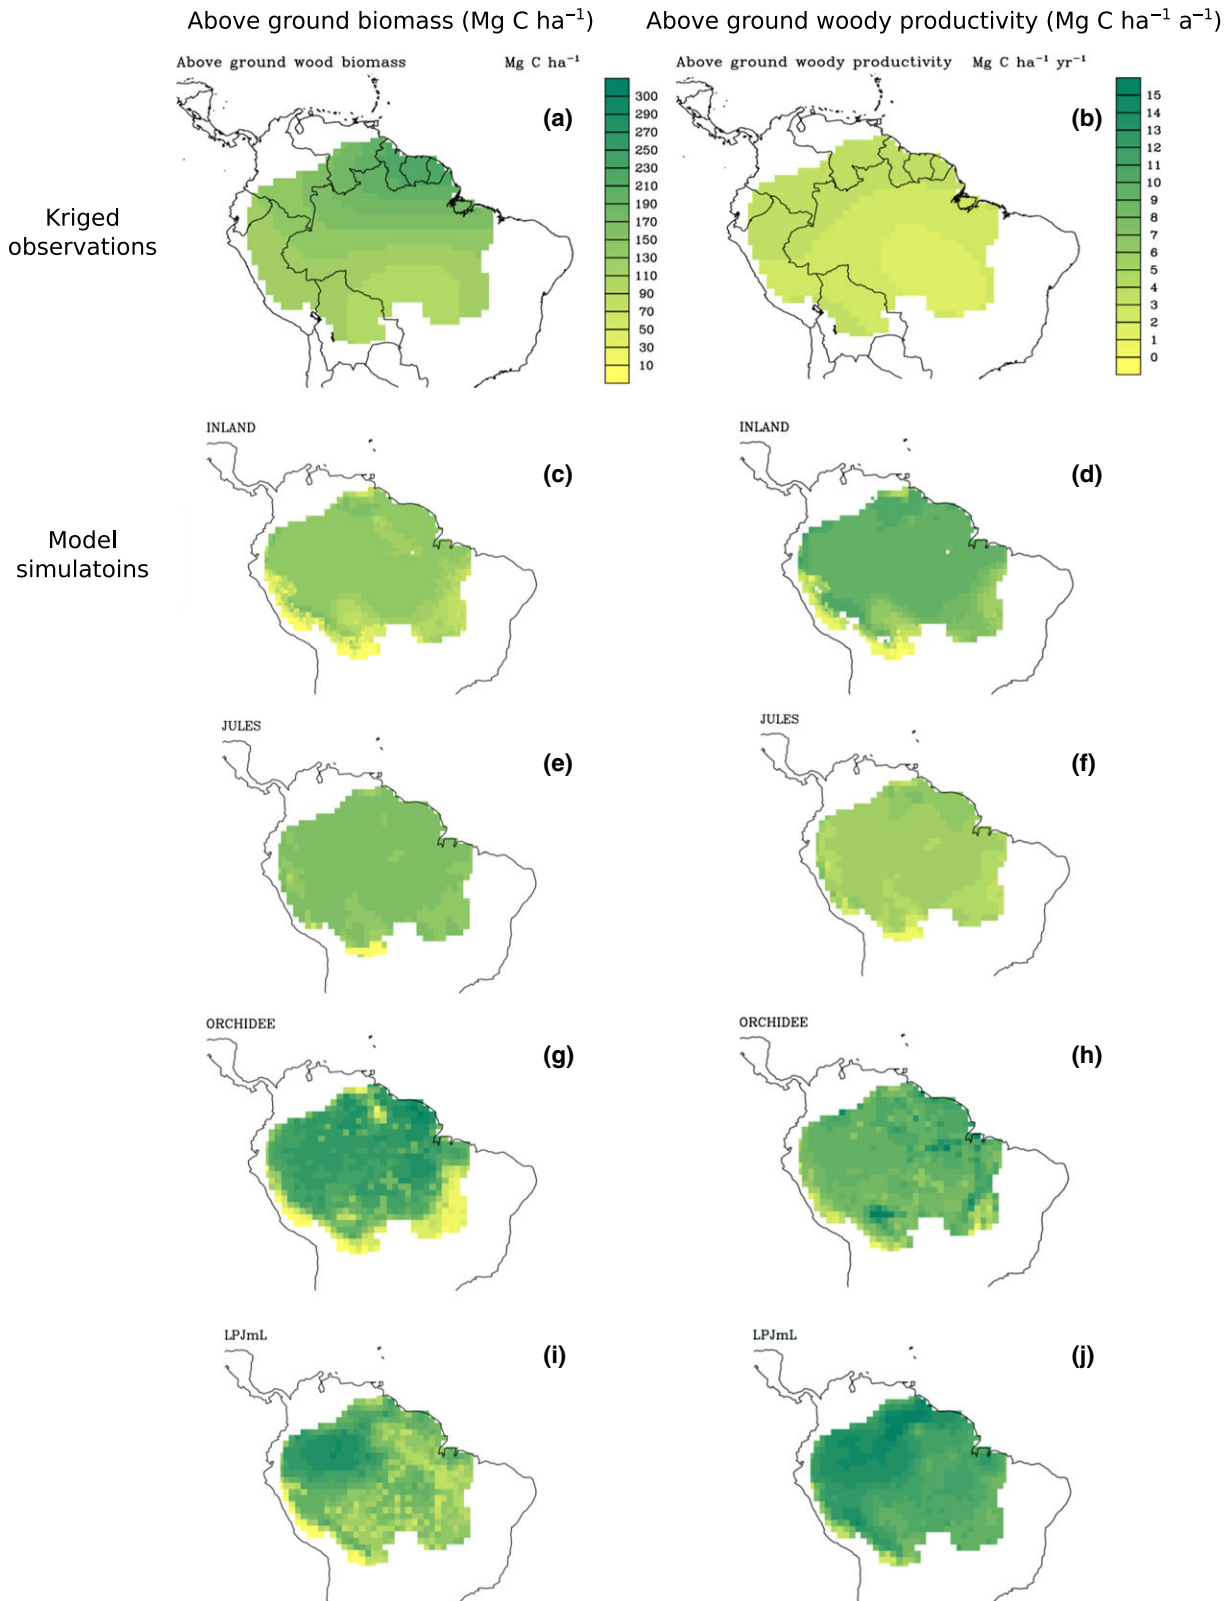 Above ground biomass (Mg C ha⁻¹)
Above ground woody productivity (Mg C ha⁻¹ a⁻¹)
Above ground wood biomass
Mg C ha⁻¹
Above ground woody productivity
Mg C ha⁻¹ yr⁻¹
(a)
300
290
270
250
230
210
190
170
150
130
110
90
70
50
30
10
(b)
15
14
13
12
11
10
9
8
7
6
5
4
3
2
1
0
Kriged
observations
INLAND
(c)
INLAND
(d)
Model
simulatoins
JULES
(e)
JULES
(f)
ORCHIDEE
(g)
ORCHIDEE
(h)
LPJmL
(i)
LPJmL
(j)